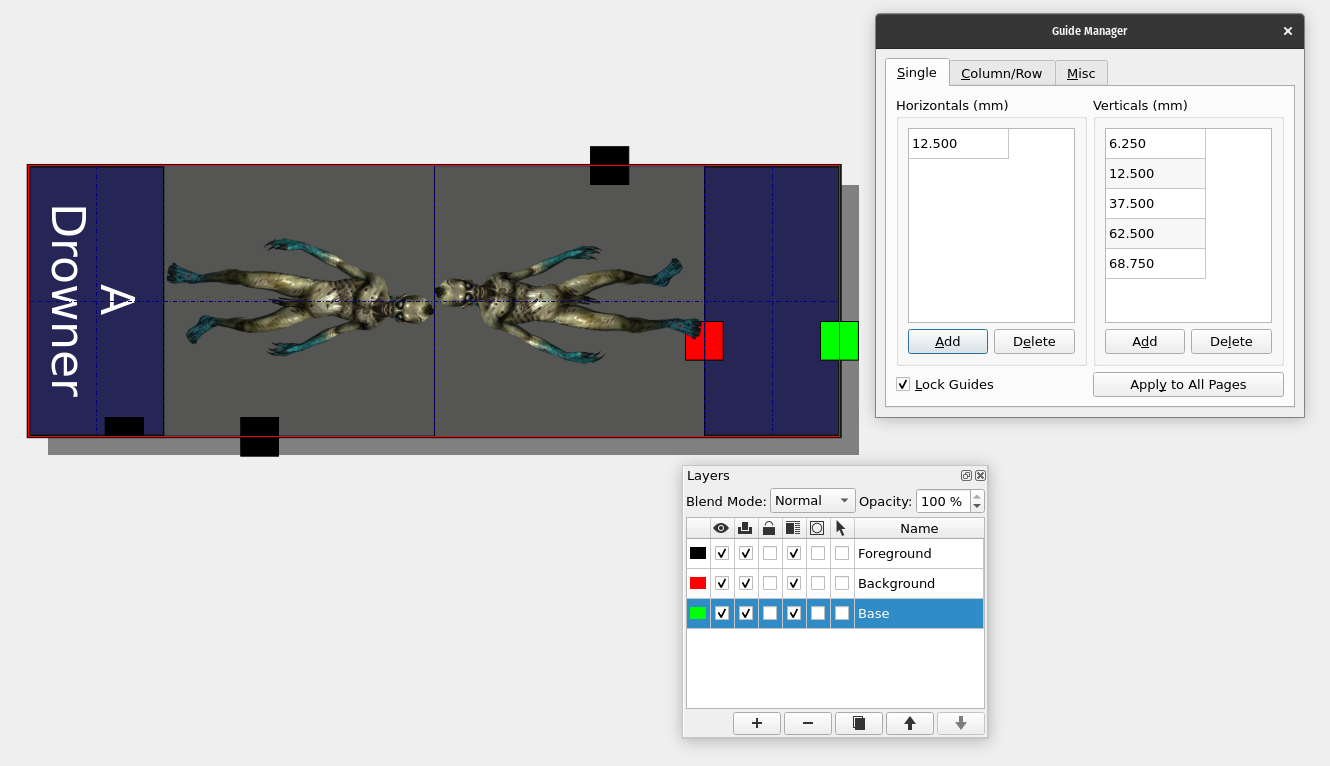 Guide Manager
Single
Column/Row
Misc
Horizontals (mm)
Verticals (mm)
12.500
6.250
12.500
37.500
62.500
68.750
Add
Delete
Add
Delete
Lock Guides
Apply to All Pages
A
Drowner
Layers
Blend Mode:
Normal
Opacity:
100 %
Name
Foreground
Background
Base